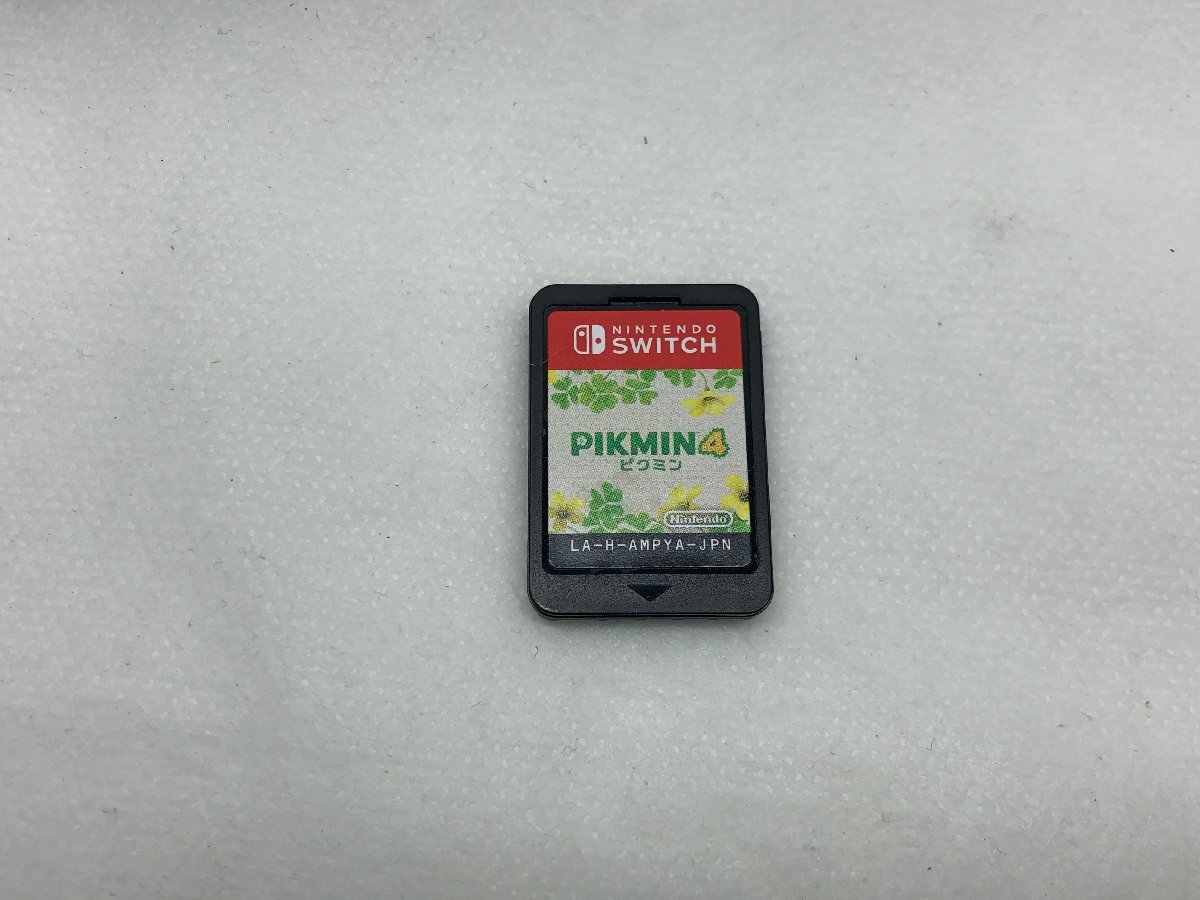 NINTENDO
SWITCH
PIKMIN4
ピクミン
Nintendo
LA-H-AMPYA-JPN